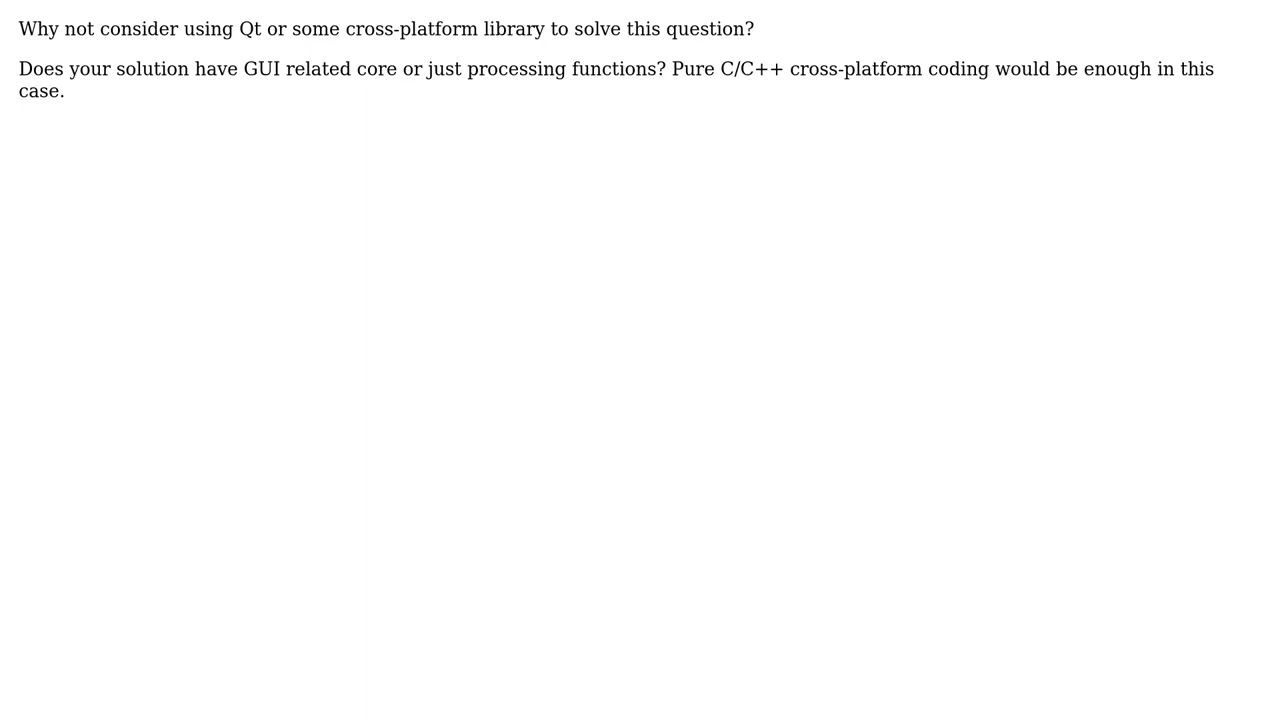 Why not consider using Qt or some cross-platform library to solve this question?
Does your solution have GUI related core or just processing functions? Pure C/C++ cross-platform coding would be enough in this
case.